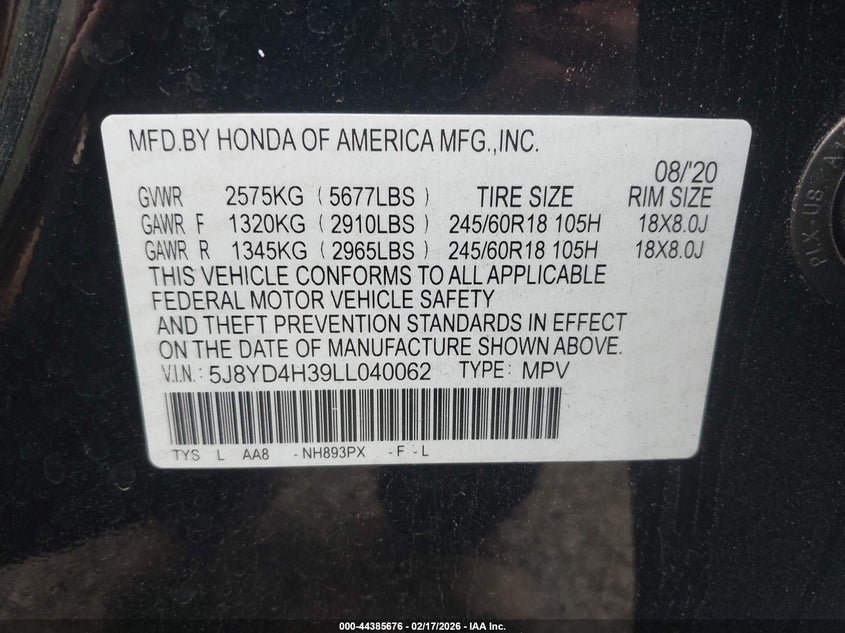 MFD.BY HONDA OF AMERICA MFG.,INC.
08/'20
GVWR 2575KG ( 5677LBS ) TIRE SIZE RIM SIZE
GAWR F 1320KG ( 2910LBS ) 245/60R18 105H 18X8.0J
GAWR R 1345KG ( 2965LBS ) 245/60R18 105H 18X8.0J
THIS VEHICLE CONFORMS TO ALL APPLICABLE
FEDERAL MOTOR VEHICLE SAFETY
AND THEFT PREVENTION STANDARDS IN EFFECT
ON THE DATE OF MANUFACTURE SHOWN ABOVE.
V.I.N.: 5J8YD4H39LL040062 TYPE: MPV
TYS L AA8 -NH893PX -F -L
000-44385676 - 02/17/2026 - IAA Inc.